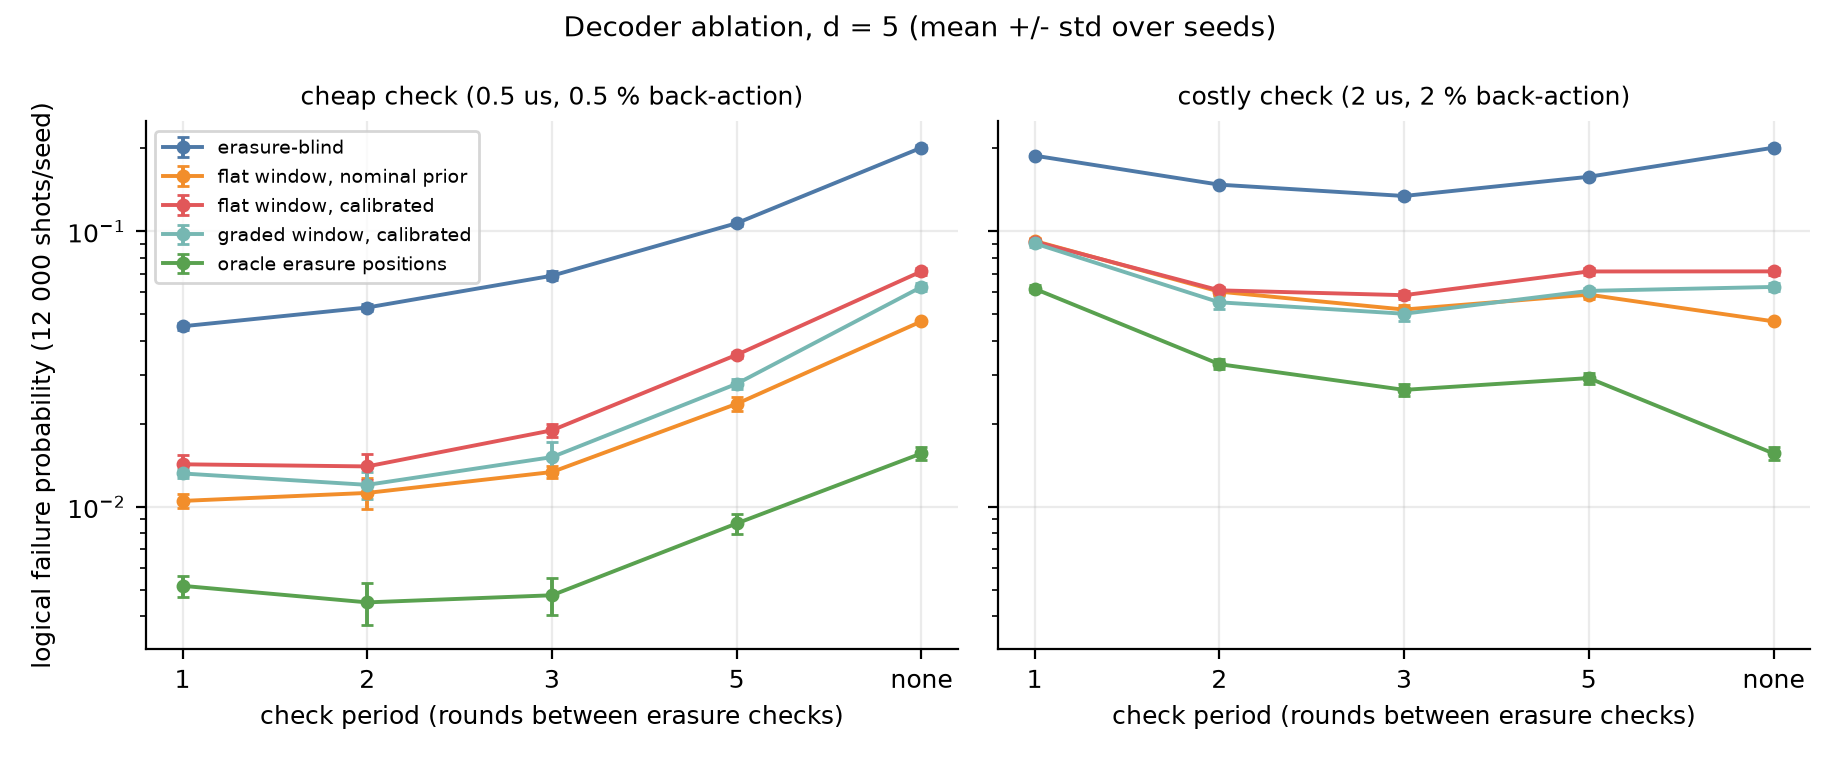 Decoder ablation, d = 5 (mean +/- std over seeds)
cheap check (0.5 us, 0.5 % back-action)
costly check (2 us, 2 % back-action)
logical failure probability (12 000 shots/seed)
10⁻¹
10⁻²
erasure-blind
flat window, nominal prior
flat window, calibrated
graded window, calibrated
oracle erasure positions
1 2 3 5 none
1 2 3 5 none
check period (rounds between erasure checks)
check period (rounds between erasure checks)